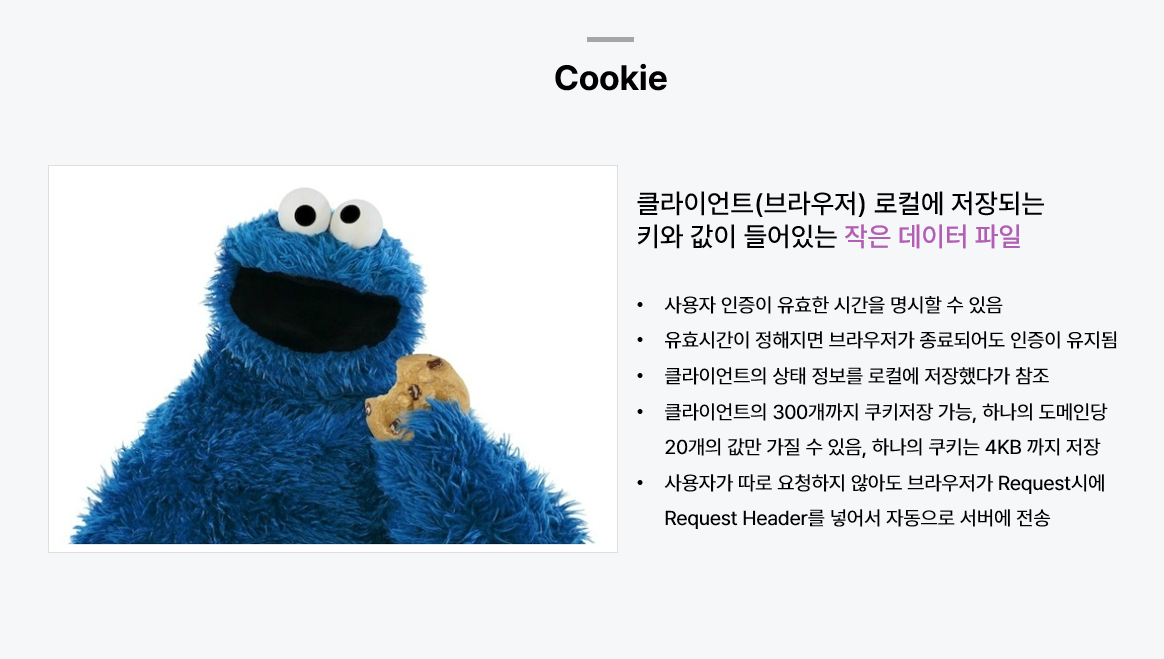 Cookie
클라이언트(브라우저) 로컬에 저장되는
키와 값이 들어있는 작은 데이터 파일
• 사용자 인증이 유효한 시간을 명시할 수 있음
• 유효시간이 정해지면 브라우저가 종료되어도 인증이 유지됨
• 클라이언트의 상태 정보를 로컬에 저장했다가 참조
• 클라이언트의 300개까지 쿠키저장 가능, 하나의 도메인당
20개의 값만 가질 수 있음, 하나의 쿠키는 4KB 까지 저장
• 사용자가 따로 요청하지 않아도 브라우저가 Request시에
Request Header를 넣어서 자동으로 서버에 전송